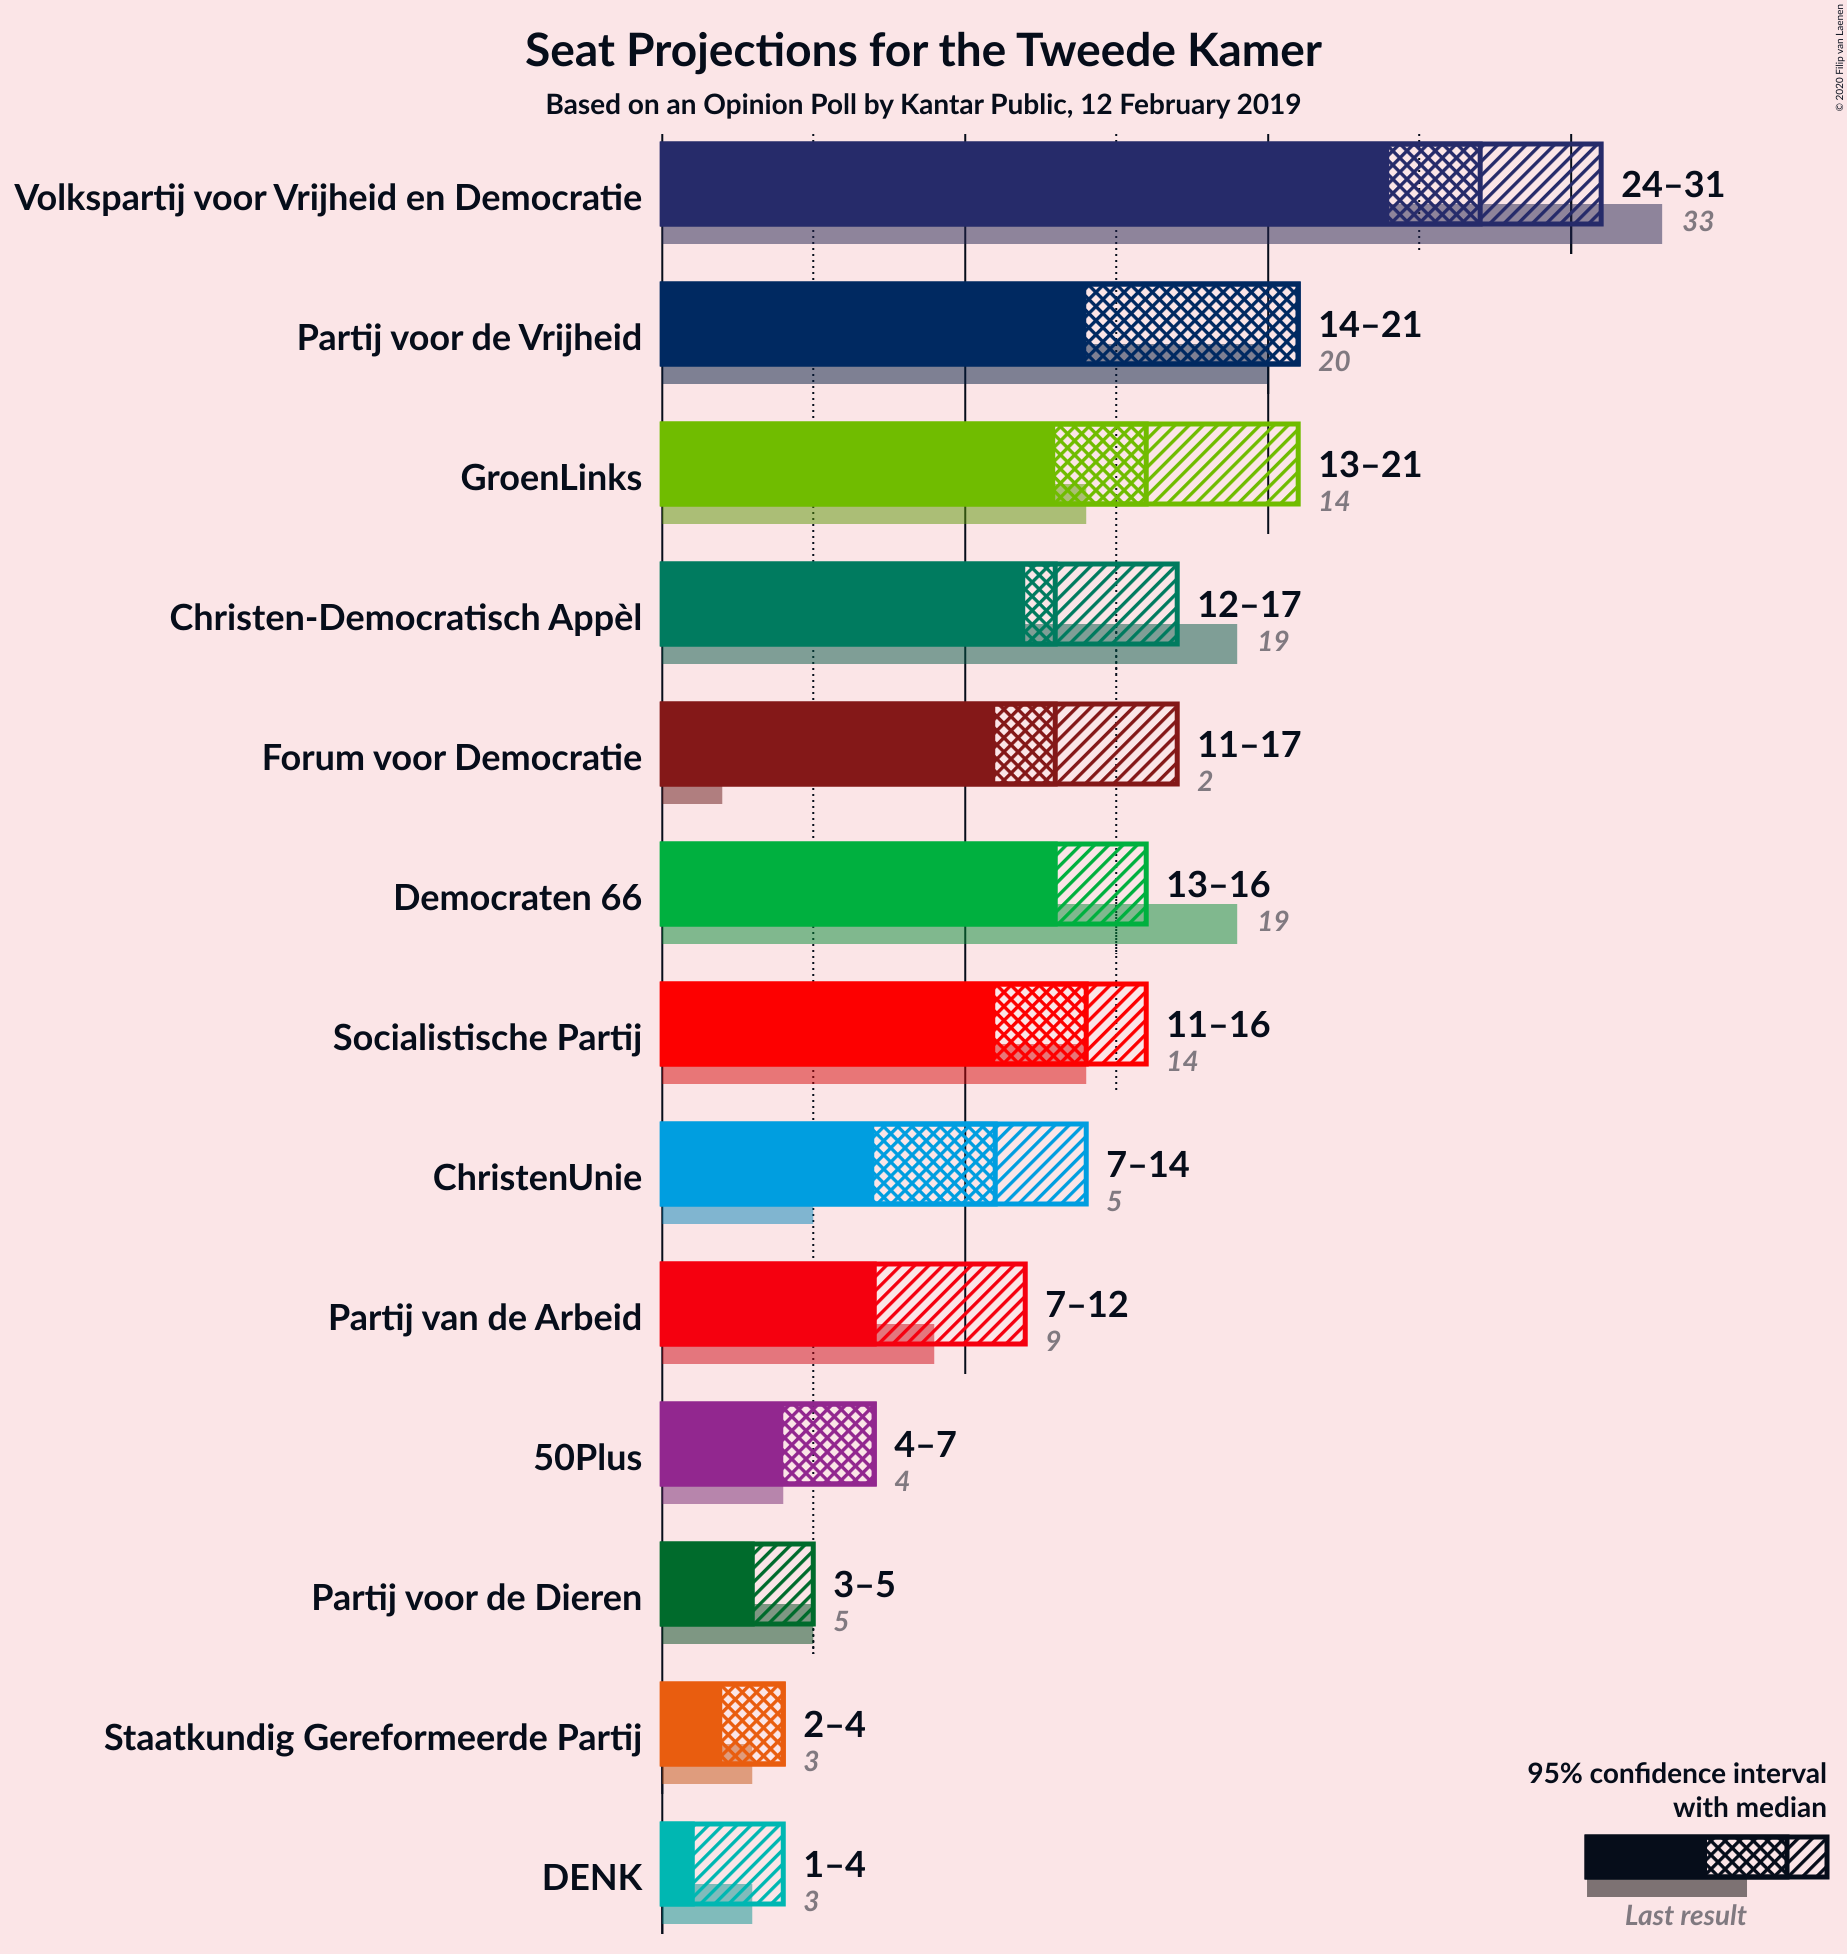 © 2020 Filip van Laenen
Seat Projections for the Tweede Kamer
Based on an Opinion Poll by Kantar Public, 12 February 2019
Volkspartij voor Vrijheid en Democratie
24–31
33
Partij voor de Vrijheid
14–21
20
GroenLinks
13–21
14
Christen-Democratisch Appèl
12–17
19
Forum voor Democratie
11–17
2
Democraten 66
13–16
19
Socialistische Partij
11–16
14
ChristenUnie
7–14
5
Partij van de Arbeid
7–12
9
50Plus
4–7
4
Partij voor de Dieren
3–5
5
Staatkundig Gereformeerde Partij
2–4
3
DENK
1–4
3
95% confidence interval
with median
Last result